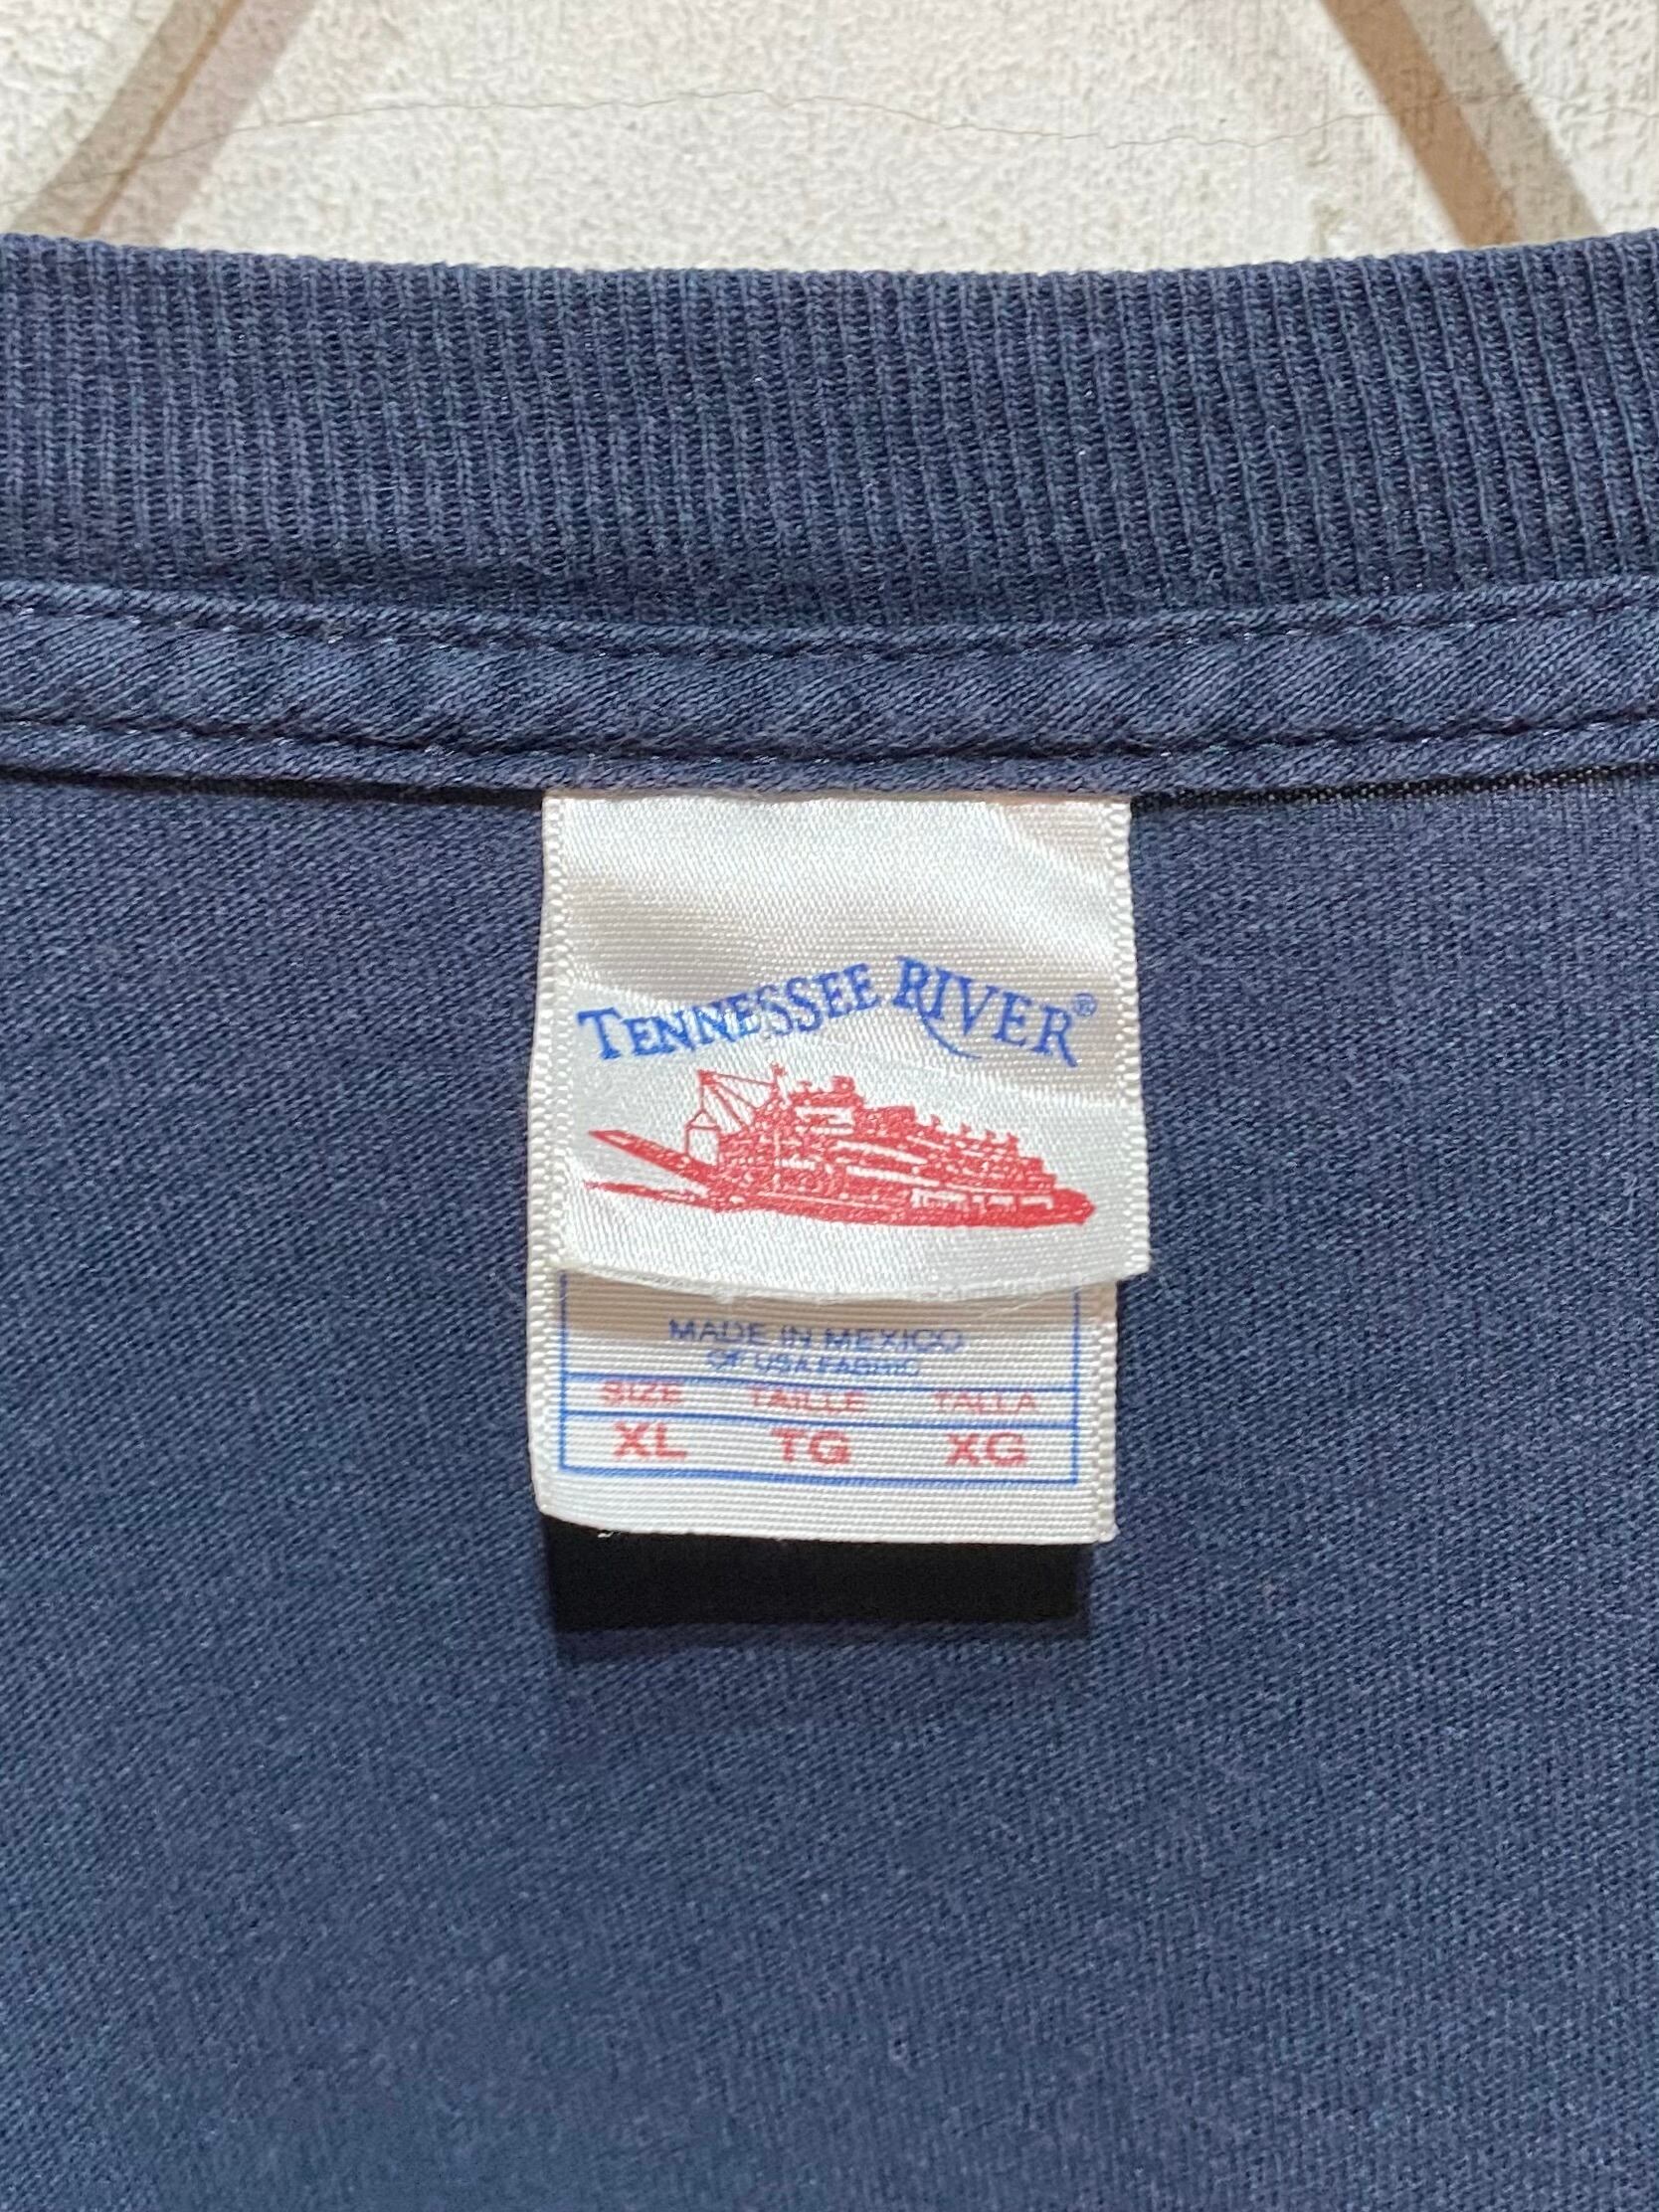 TENNESSEE RIVER®
MADE IN MEXICO
OF USA FABRIC
SIZE TAILLE TALLA
XL TG XG